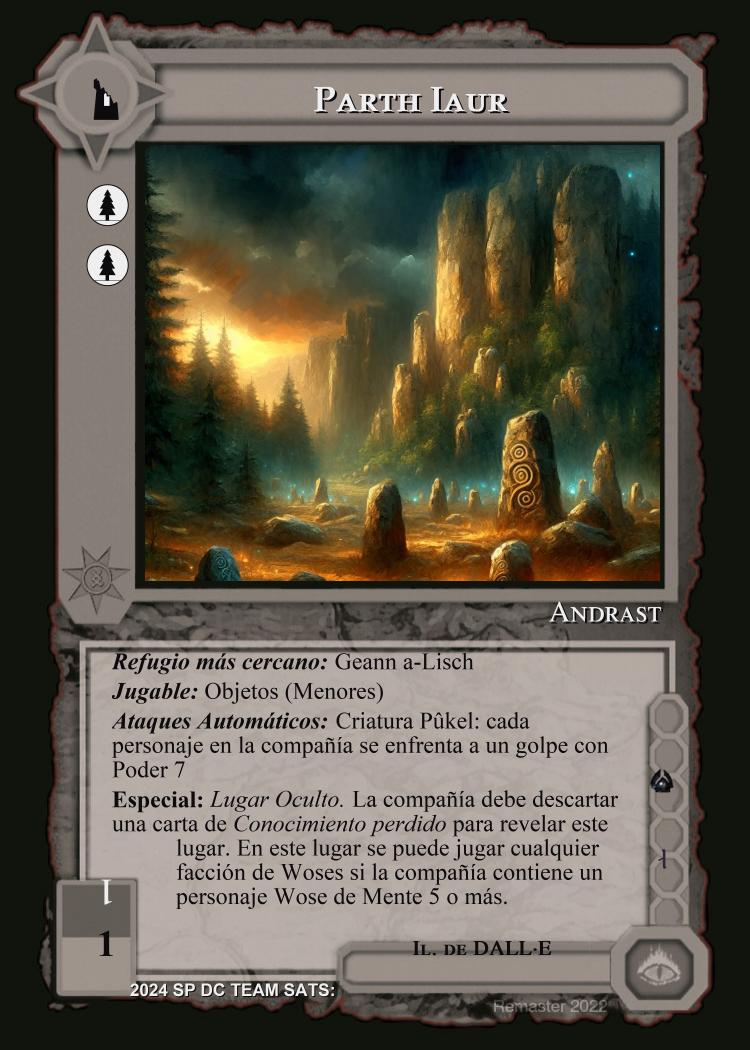 Parth Iaur
Andrast
Refugio más cercano: Geann a-Lisch
Jugable: Objetos (Menores)
Ataques Automáticos: Criatura Pûkel: cada
personaje en la compañía se enfrenta a un golpe con
Poder 7
Especial: Lugar Oculto. La compañía debe descartar
una carta de Conocimiento perdido para revelar este
lugar. En este lugar se puede jugar cualquier
facción de Woses si la compañía contiene un
personaje Wose de Mente 5 o más.
1
1
Il. de DALL·E
2024 SP DC TEAM SATS:
Remaster 2022